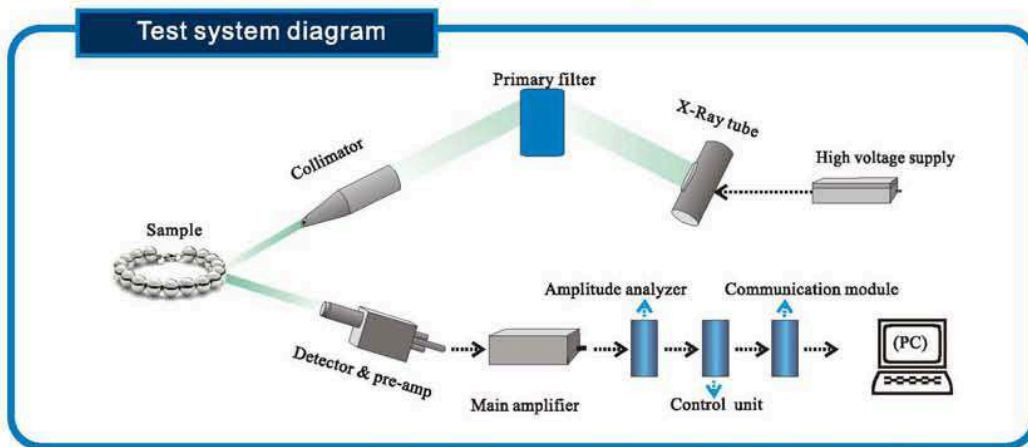 Test system diagram
Primary filter
X-Ray tube
High voltage supply
Collimator
Sample
Amplitude analyzer
Communication module
(PC)
Detector & pre-amp
Main amplifier
Control unit